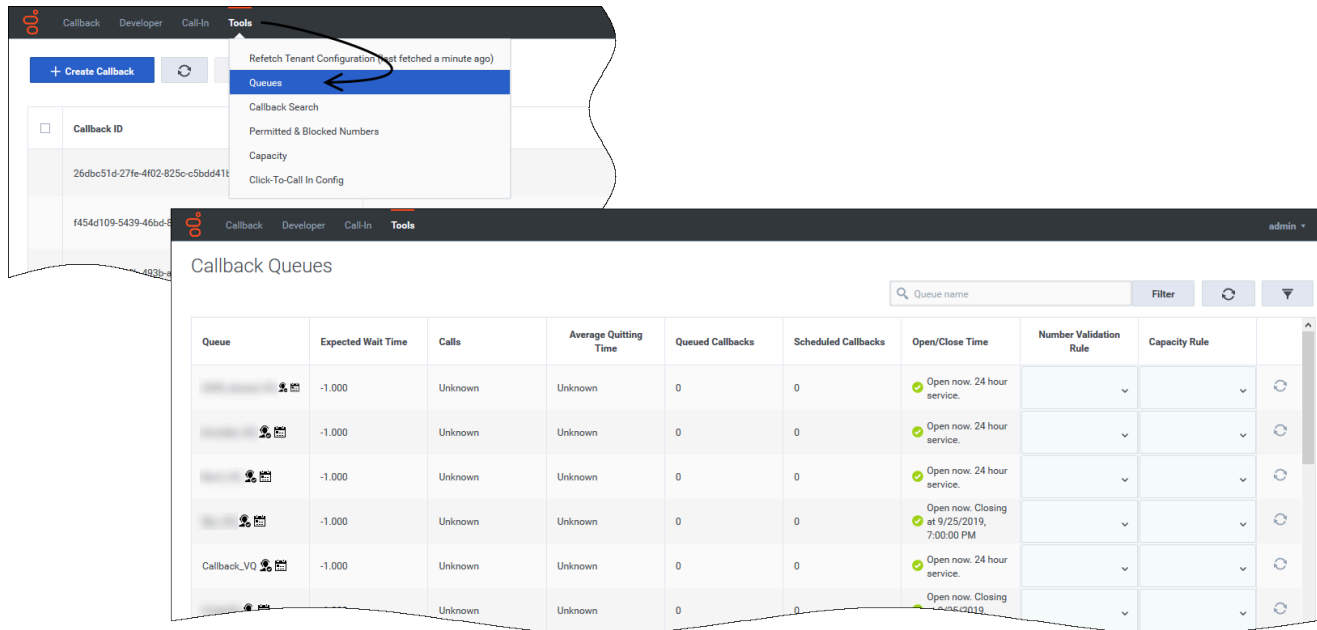 Callback Developer Call-In Tools
Refetch Tenant Configuration (last fetched a minute ago)
+ Create Callback
Queues
Callback Search
Callback ID
Permitted & Blocked Numbers
Capacity
26dbc51d-27fe-4f02-825c-c5bdd41b
Click-To-Call In Config
f454d109-5439-46bd-8
493b-a
Callback Developer Call-In Tools admin
Callback Queues
Queue name Filter
Queue Expected Wait Time Calls Average Quitting Time Queued Callbacks Scheduled Callbacks Open/Close Time Number Validation Rule Capacity Rule
-1.000 Unknown Unknown 0 0 Open now. 24 hour
service.
-1.000 Unknown Unknown 0 0 Open now. 24 hour
service.
-1.000 Unknown Unknown 0 0 Open now. 24 hour
service.
-1.000 Unknown Unknown 0 0 Open now. Closing
at 9/25/2019,
7:00:00 PM
Callback_VQ -1.000 Unknown Unknown 0 0 Open now. 24 hour
service.
Unknown Unknown 0 0 Open now. Closing